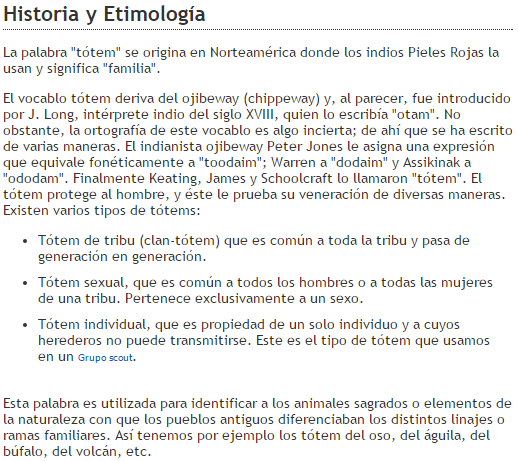 Historia y Etimología
La palabra "tótem" se origina en Norteamérica donde los indios Pieles Rojas la
usan y significa "familia".
El vocablo tótem deriva del ojibeway (chippeway) y, al parecer, fue introducido
por J. Long, intérprete indio del siglo XVIII, quien lo escribía "otam". No
obstante, la ortografía de este vocablo es algo incierta; de ahí que se ha escrito
de varias maneras. El indianista ojibeway Peter Jones le asigna una expresión
que equivale fonéticamente a "toodaim"; Warren a "dodaim" y Assikinak a
"ododam". Finalmente Keating, James y Schoolcraft lo llamaron "tótem". El
tótem protege al hombre, y éste le prueba su veneración de diversas maneras.
Existen varios tipos de tótems:
• Tótem de tribu (clan-tótem) que es común a toda la tribu y pasa de
generación en generación.
• Tótem sexual, que es común a todos los hombres o a todas las mujeres
de una tribu. Pertenece exclusivamente a un sexo.
• Tótem individual, que es propiedad de un solo individuo y a cuyos
herederos no puede transmitirse. Este es el tipo de tótem que usamos
en un Grupo scout.
Esta palabra es utilizada para identificar a los animales sagrados o elementos de
la naturaleza con que los pueblos antiguos diferenciaban los distintos linajes o
ramas familiares. Así tenemos por ejemplo los tótem del oso, del águila, del
búfalo, del volcán, etc.